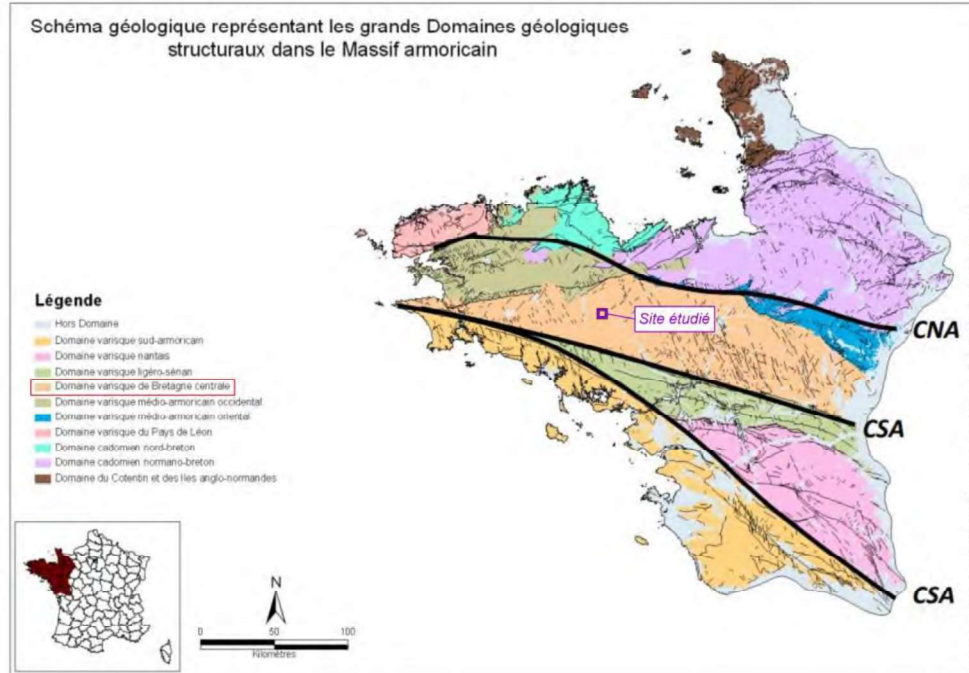 Schéma géologique représentant les grands Domaines géologiques
structuraux dans le Massif armoricain
Site étudié
CNA
CSA
CSA
Légende
Hors Domaine
Domaine varisque sud-armoricain
Domaine varisque nantais
Domaine varisque ligéro-sénan
Domaine varisque de Bretagne centrale
Domaine varisque médio-armoricain occidental
Domaine varisque médio-armoricain oriental
Domaine varisque du Pays de Léon
Domaine cadomien nord-breton
Domaine cadomien normano-breton
Domaine du Cotentin et des Iles anglo-normandes
N
0 50 100
Kilomètres